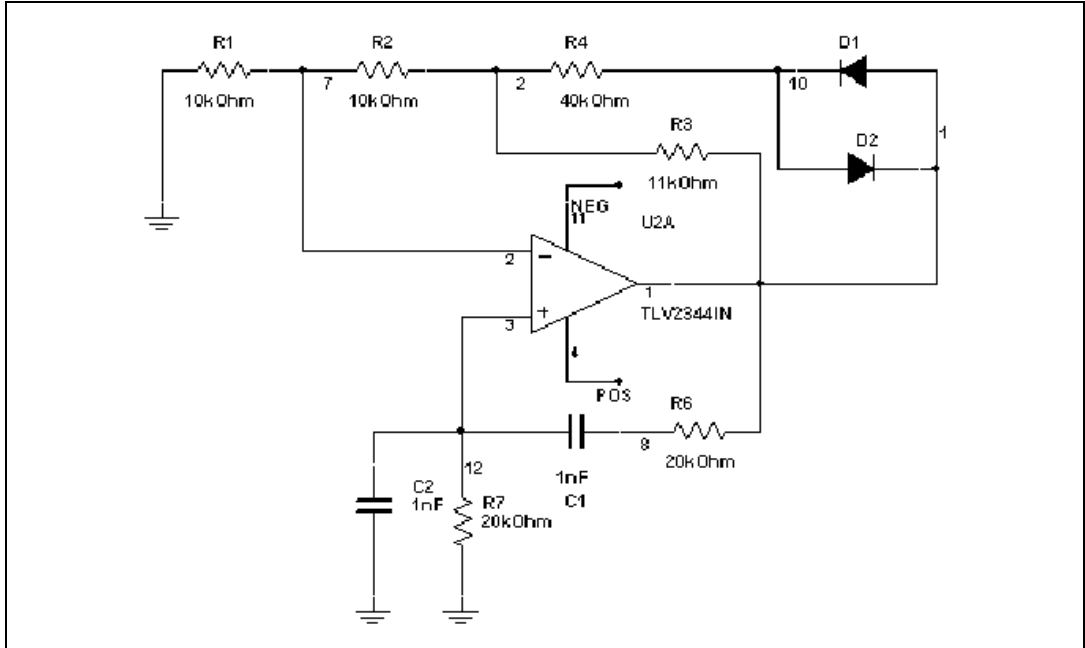 R1
R2
R4
D1
7
2
10
10kOhm
10kOhm
40kOhm
R3
1
D2
11kOhm
NEG
11
U2A
2
1
TLV2344IN
3
4
POS
R6
8
20kOhm
12
1nF
C2
R7
C1
1nF
20kOhm